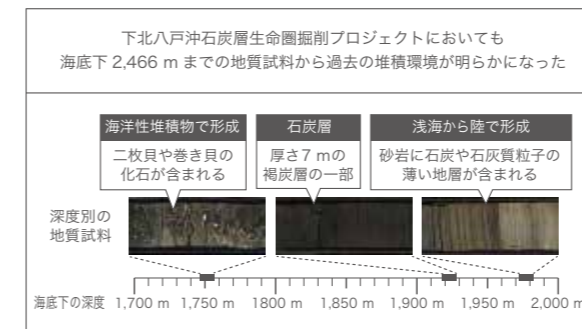 下北八戸沖石炭層生命圏掘削プロジェクトにおいても
海底下 2,466 m までの地質試料から過去の堆積環境が明らかになった
海洋性堆積物で形成
二枚貝や巻き貝の
化石が含まれる
石炭層
厚さ7 mの
褐炭層の一部
浅海から陸で形成
砂岩に石炭や石灰質粒子の
薄い地層が含まれる
深度別の
地質試料
海底下の深度 1,700 m 1,750 m 1800 m 1,850 m 1,900 m 1,950 m 2,000 m